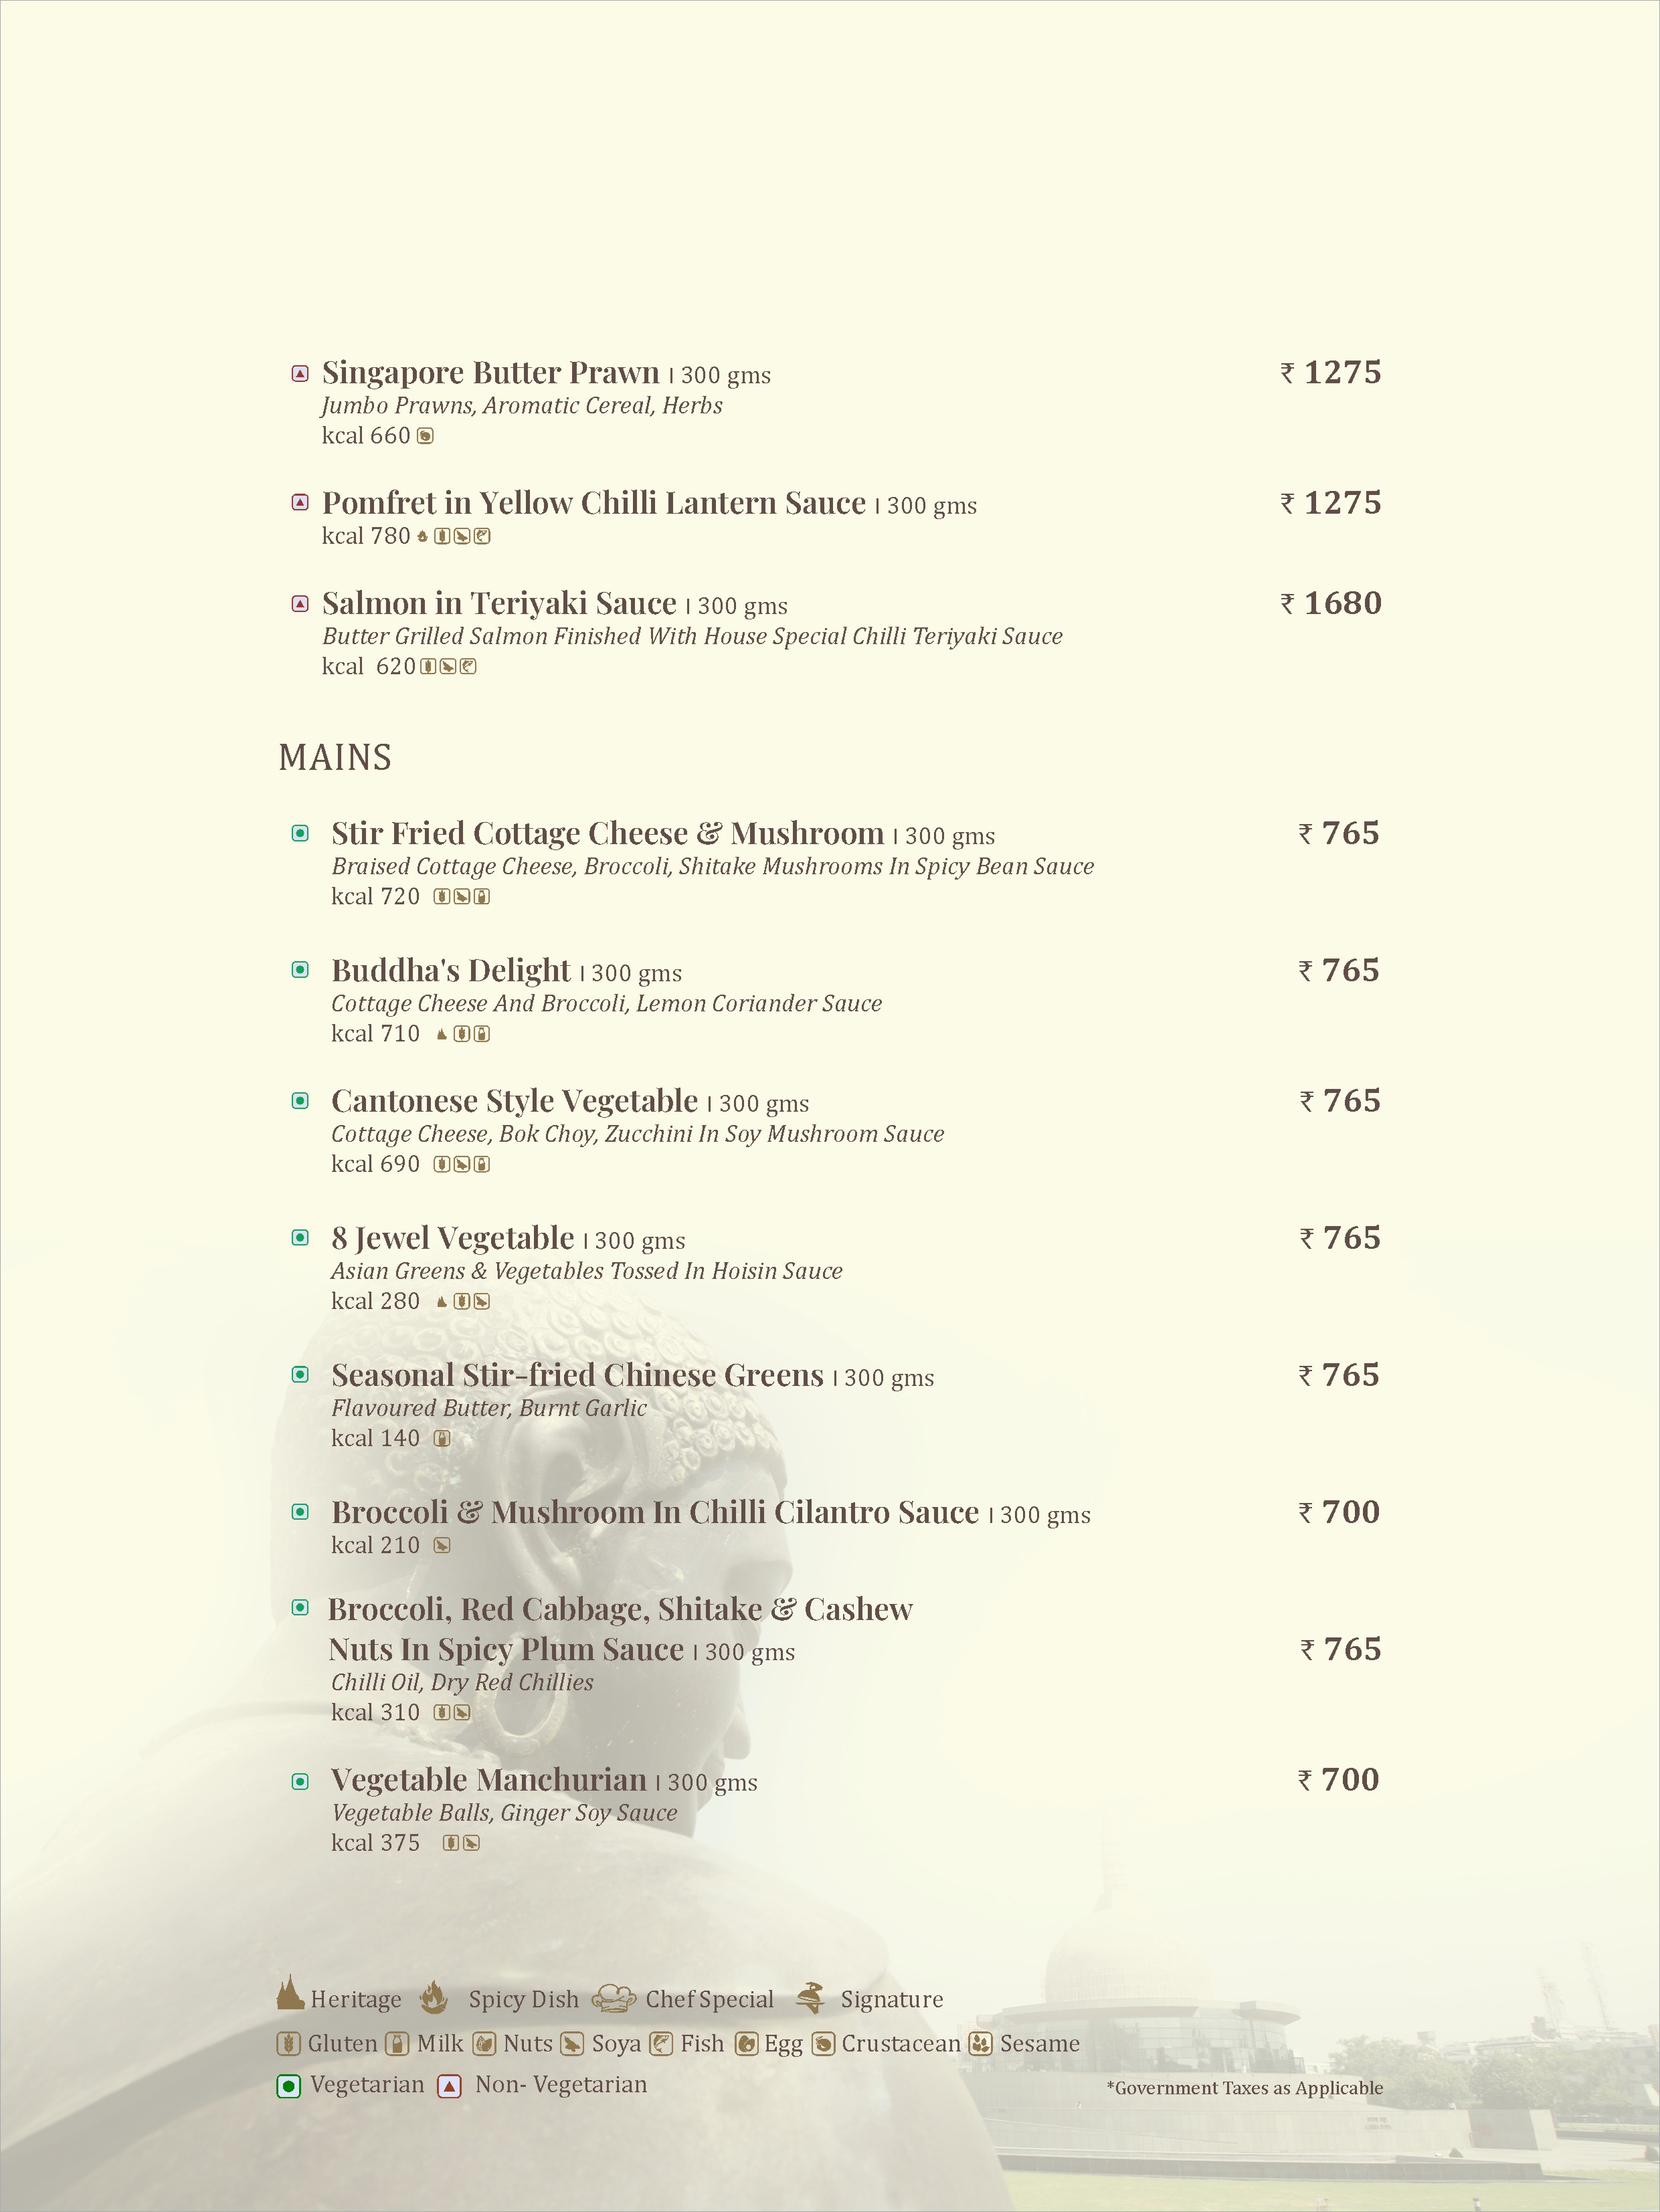 Singapore Butter Prawn | 300 gms ₹ 1275
Jumbo Prawns, Aromatic Cereal, Herbs
kcal 660
Pomfret in Yellow Chilli Lantern Sauce | 300 gms ₹ 1275
kcal 780
Salmon in Teriyaki Sauce | 300 gms ₹ 1680
Butter Grilled Salmon Finished With House Special Chilli Teriyaki Sauce
kcal 620
MAINS
Stir Fried Cottage Cheese & Mushroom | 300 gms ₹ 765
Braised Cottage Cheese, Broccoli, Shitake Mushrooms In Spicy Bean Sauce
kcal 720
Buddha's Delight | 300 gms ₹ 765
Cottage Cheese And Broccoli, Lemon Coriander Sauce
kcal 710
Cantonese Style Vegetable | 300 gms ₹ 765
Cottage Cheese, Bok Choy, Zucchini In Soy Mushroom Sauce
kcal 690
8 Jewel Vegetable | 300 gms ₹ 765
Asian Greens & Vegetables Tossed In Hoisin Sauce
kcal 280
Seasonal Stir-fried Chinese Greens | 300 gms ₹ 765
Flavoured Butter, Burnt Garlic
kcal 140
Broccoli & Mushroom In Chilli Cilantro Sauce | 300 gms ₹ 700
kcal 210
Broccoli, Red Cabbage, Shitake & Cashew
Nuts In Spicy Plum Sauce | 300 gms ₹ 765
Chilli Oil, Dry Red Chillies
kcal 310
Vegetable Manchurian | 300 gms ₹ 700
Vegetable Balls, Ginger Soy Sauce
kcal 375
Heritage Spicy Dish Chef Special Signature
Gluten Milk Nuts Soya Fish Egg Crustacean Sesame
Vegetarian Non- Vegetarian
*Government Taxes as Applicable